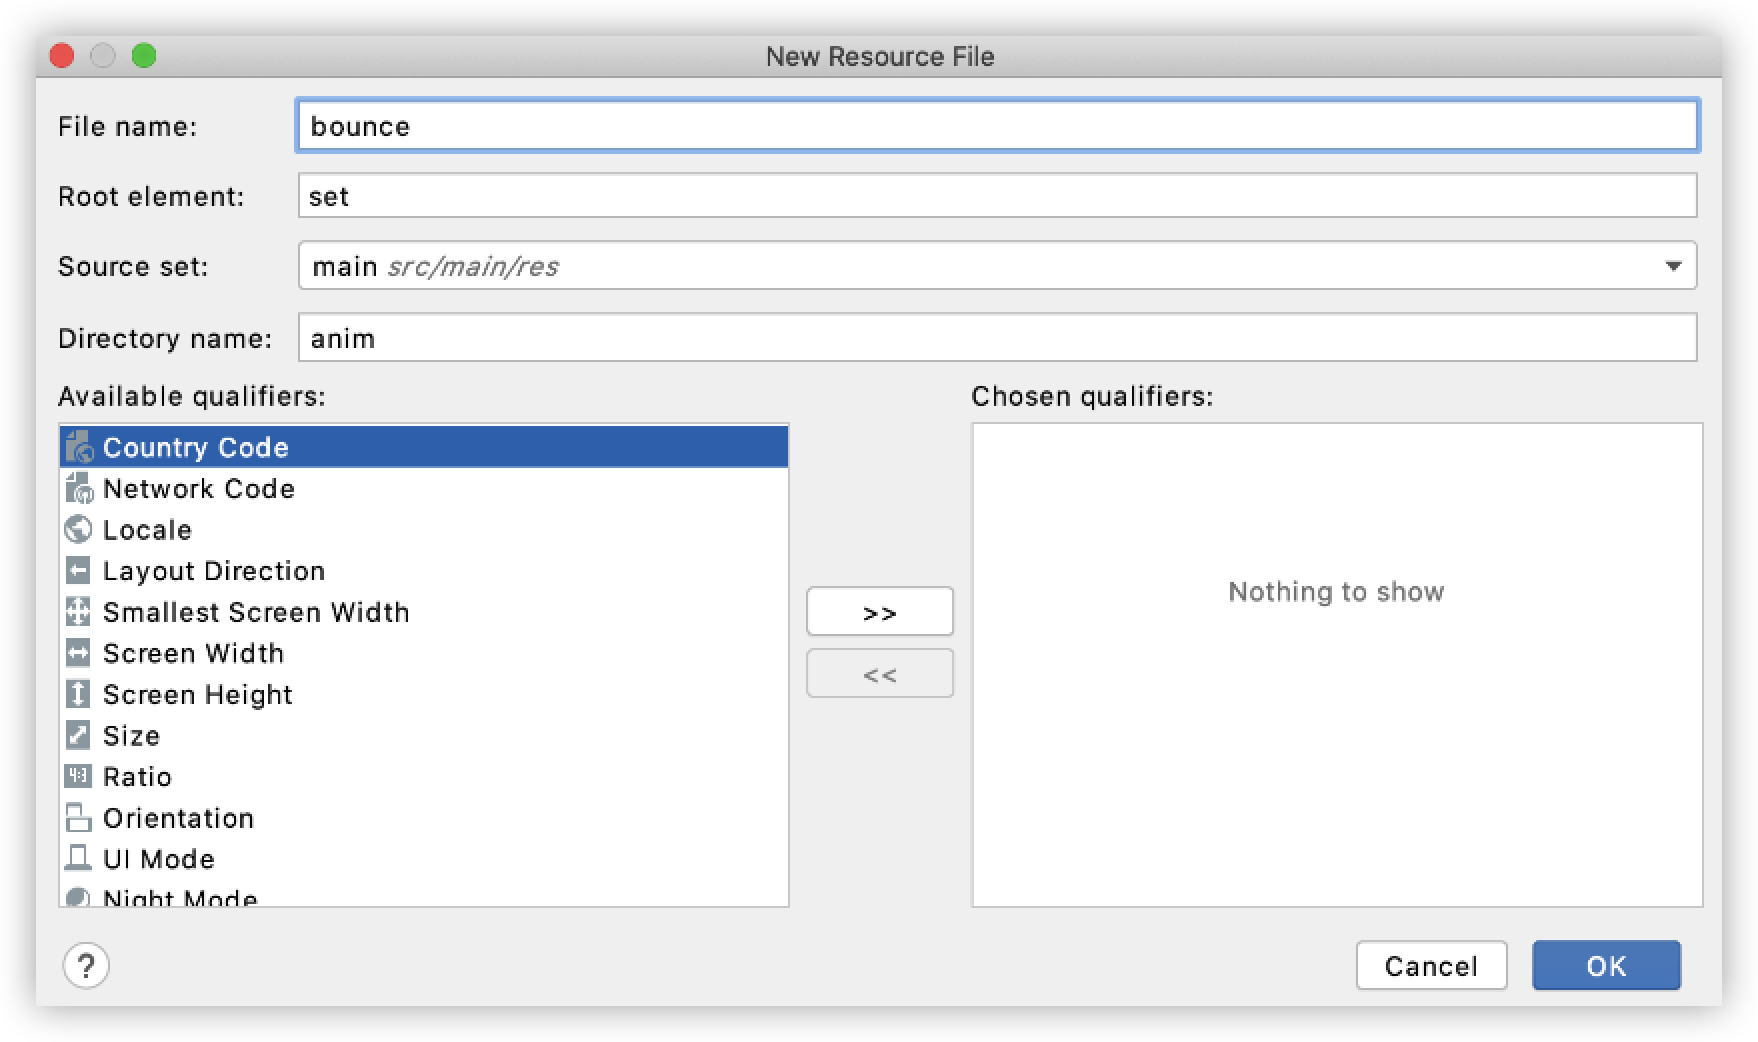 New Resource File
File name: bounce
Root element: set
Source set: main src/main/res
Directory name: anim
Available qualifiers:
Country Code
Network Code
Locale
Layout Direction
Smallest Screen Width
Screen Width
Screen Height
Size
4:3 Ratio
Orientation
UI Mode
Night Mode
>>
<<
Chosen qualifiers:
Nothing to show
?
Cancel
OK